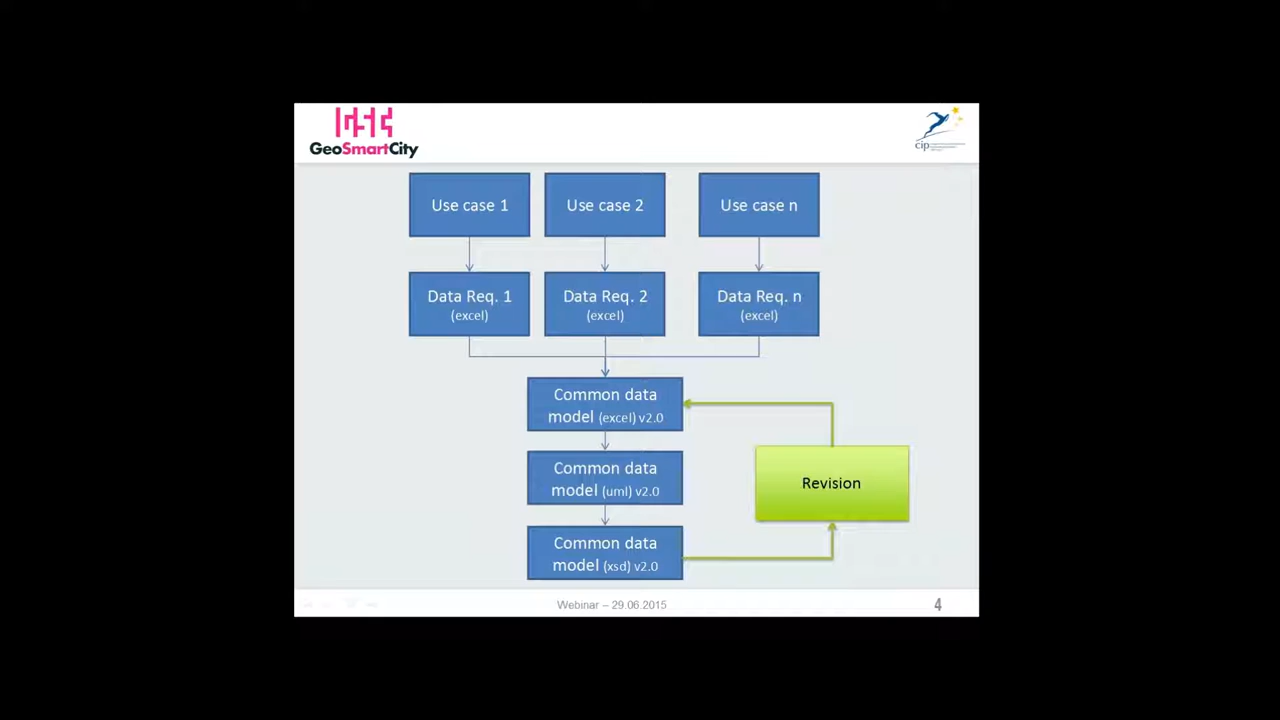 GeoSmartCity
cip
Use case 1
Use case 2
Use case n
Data Req. 1
(excel)
Data Req. 2
(excel)
Data Req. n
(excel)
Common data
model (excel) v2.0
Common data
model (uml) v2.0
Revision
Common data
model (xsd) v2.0
Webinar – 29.06.2015
4